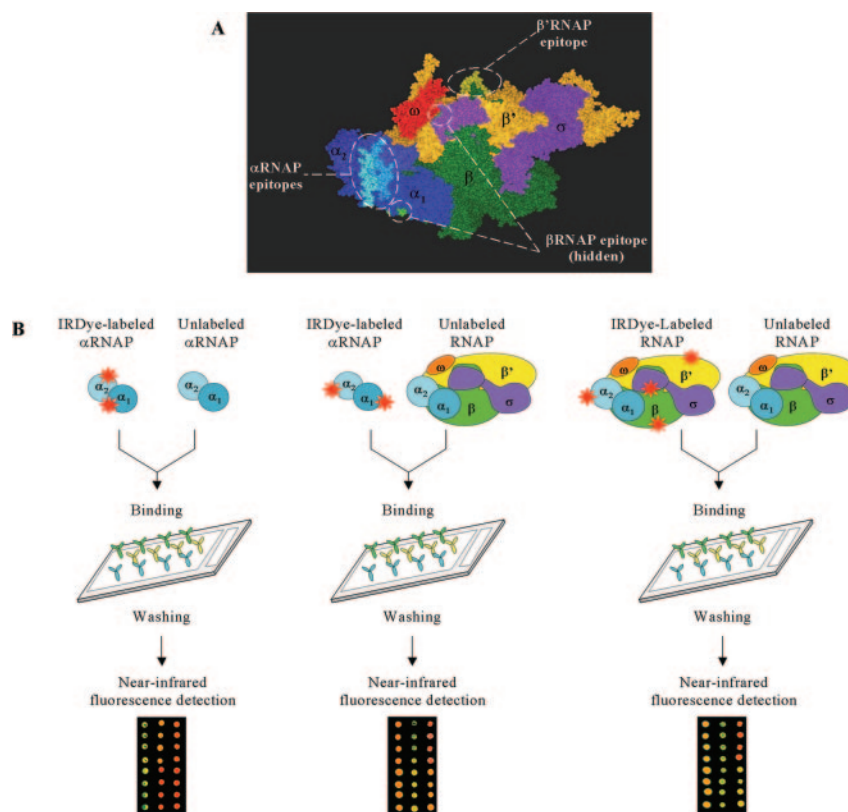 A
β'RNAP
epitope
ω
α2
β'
σ
αRNAP
epitopes
β
α1
βRNAP epitope
(hidden)
B
IRDye-labeled
αRNAP
Unlabeled
αRNAP
IRDye-labeled
αRNAP
Unlabeled
RNAP
IRDye-Labeled
RNAP
Unlabeled
RNAP
α2
α1
α2
α1
α2
α1
ω
β'
α2
α1
β
σ
ω
β'
α2
α1
β
σ
ω
β'
α2
α1
β
σ
Binding
Binding
Binding
Washing
Washing
Washing
Near-infrared
fluorescence detection
Near-infrared
fluorescence detection
Near-infrared
fluorescence detection